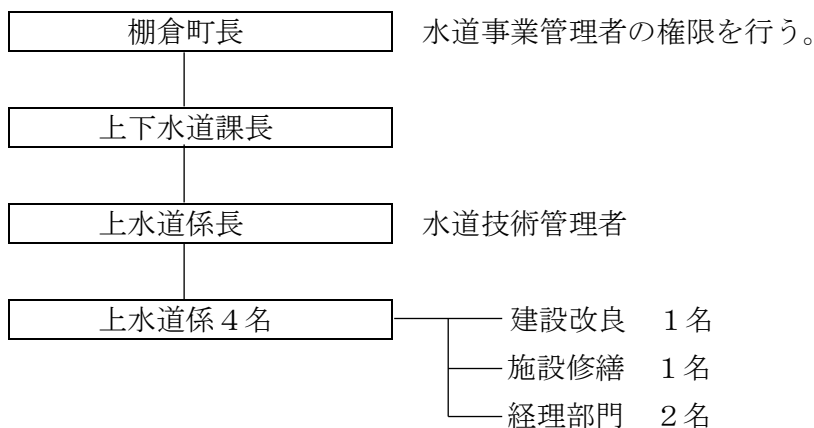 棚倉町長　水道事業管理者の権限を行う。
上下水道課長
上水道係長　水道技術管理者
上水道係４名　建設改良　１名
施設修繕　１名
経理部門　２名